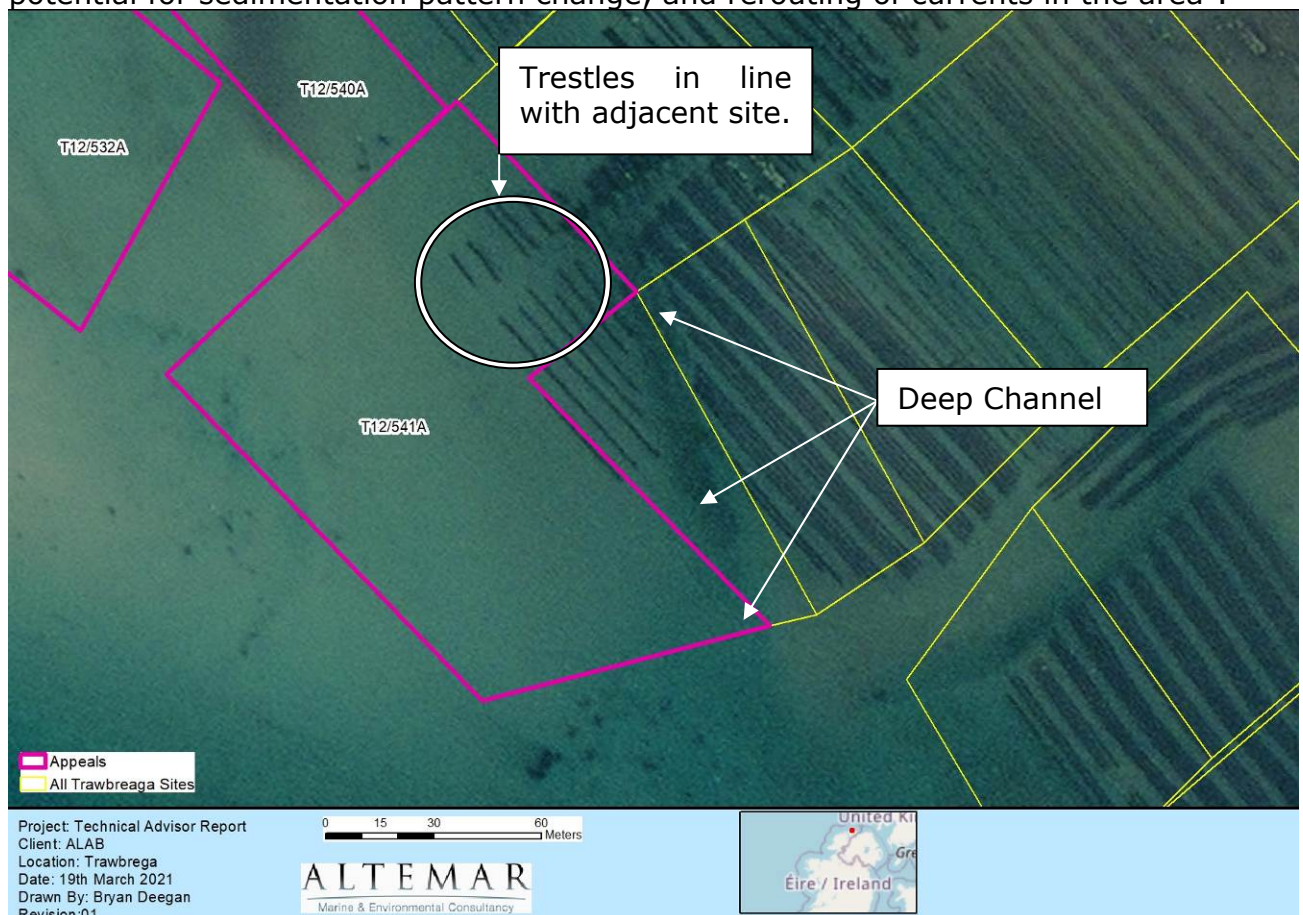 potential for sedimentation pattern change, and rerouting of currents in the area".
Trestles in line
with adjacent site.
T12/540A
T12/532A
Deep Channel
T12/541A
Appeals
All Trawbreaga Sites
Project: Technical Advisor Report
Client: ALAB
Location: Trawbrega
Date: 19th March 2021
Drawn By: Bryan Deegan
Revision:01
0 15 30 60
Meters
ALTEMAR
Marine & Environmental Consultancy
United Ki
Gre
Éire / Ireland